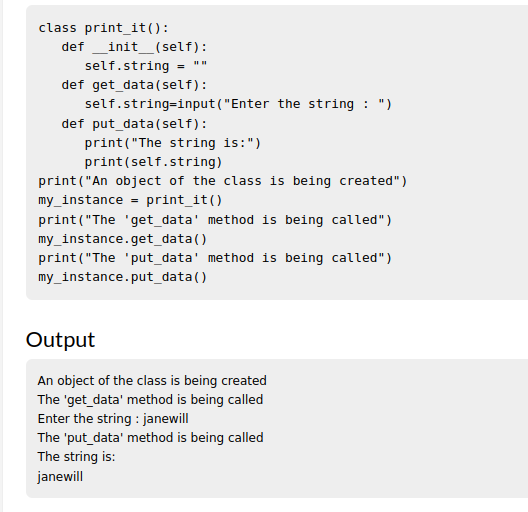 class print_it():
   def __init__(self):
      self.string = ""
   def get_data(self):
      self.string=input("Enter the string : ")
   def put_data(self):
      print("The string is:")
      print(self.string)
print("An object of the class is being created")
my_instance = print_it()
print("The 'get_data' method is being called")
my_instance.get_data()
print("The 'put_data' method is being called")
my_instance.put_data()
Output
An object of the class is being created
The 'get_data' method is being called
Enter the string : janewill
The 'put_data' method is being called
The string is:
janewill